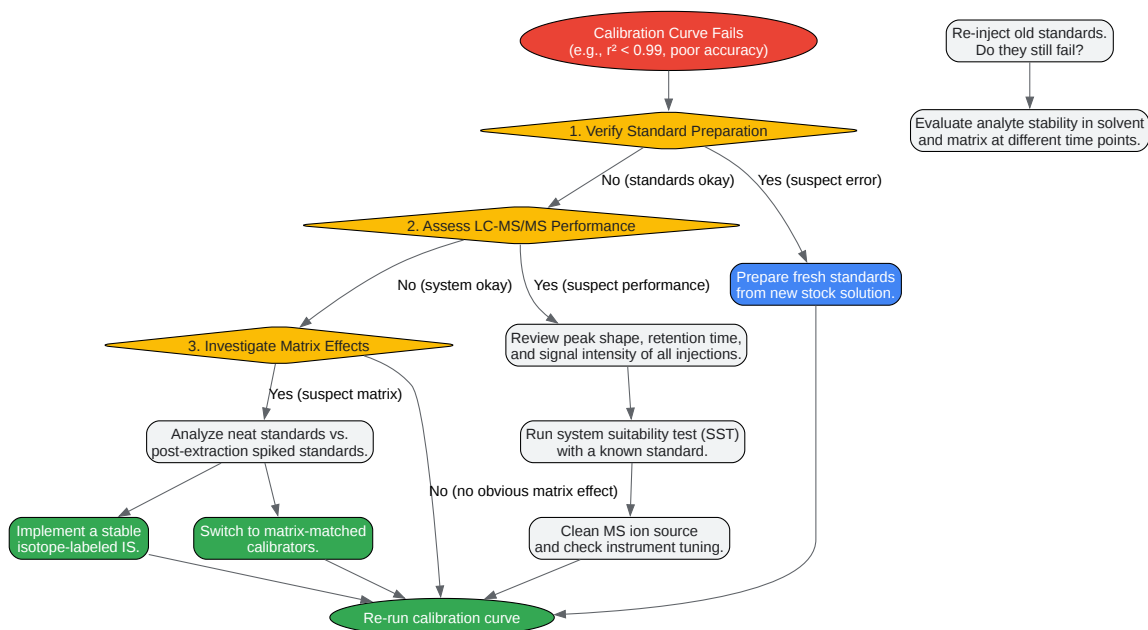 Calibration Curve Fails
(e.g., r² < 0.99, poor accuracy)
Re-inject old standards.
Do they still fail?
1. Verify Standard Preparation
Evaluate analyte stability in solvent
and matrix at different time points.
No (standards okay)
Yes (suspect error)
2. Assess LC-MS/MS Performance
Prepare fresh standards
from new stock solution.
No (system okay)
Yes (suspect performance)
3. Investigate Matrix Effects
Review peak shape, retention time,
and signal intensity of all injections.
Yes (suspect matrix)
Analyze neat standards vs.
post-extraction spiked standards.
Run system suitability test (SST)
with a known standard.
No (no obvious matrix effect)
Implement a stable
isotope-labeled IS.
Switch to matrix-matched
calibrators.
Clean MS ion source
and check instrument tuning.
Re-run calibration curve